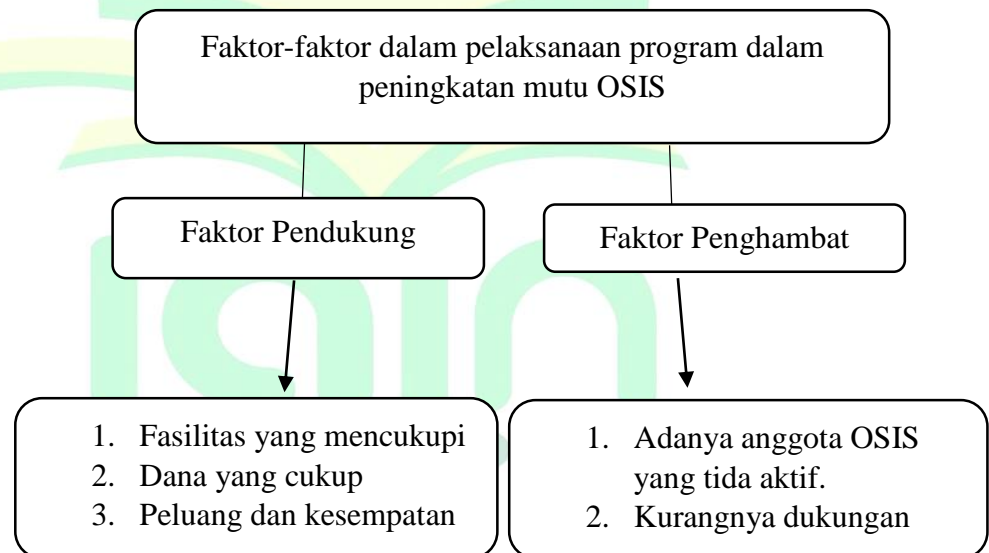 Faktor-faktor dalam pelaksanaan program dalam
peningkatan mutu OSIS
Faktor Pendukung
Faktor Penghambat
1. Fasilitas yang mencukupi
2. Dana yang cukup
3. Peluang dan kesempatan
1. Adanya anggota OSIS
yang tida aktif.
2. Kurangnya dukungan